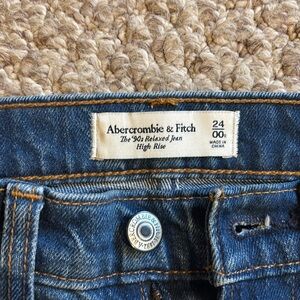 Abercrombie & Fitch
The '90s Relaxed Jean
High Rise
24
00S
MADE IN
CHINA